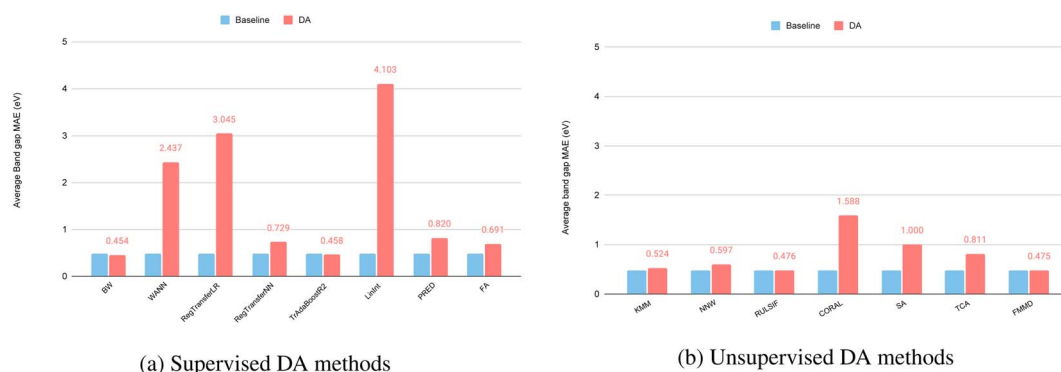 Baseline DA
Average Band gap MAE (eV)
5
4
3
2
1
0
0.454
2.437
3.045
0.729
0.458
4.103
0.820
0.691
BW
WANN
RegTransferLR
RegTransferNN
TrAdaBoostR2
LinInt
PRED
FA
(a) Supervised DA methods
Baseline DA
Average band gap MAE (eV)
5
4
3
2
1
0
0.524
0.597
0.476
1.588
1.000
0.811
0.475
KMM
NNW
RULSIF
CORAL
SA
TCA
FMMD
(b) Unsupervised DA methods